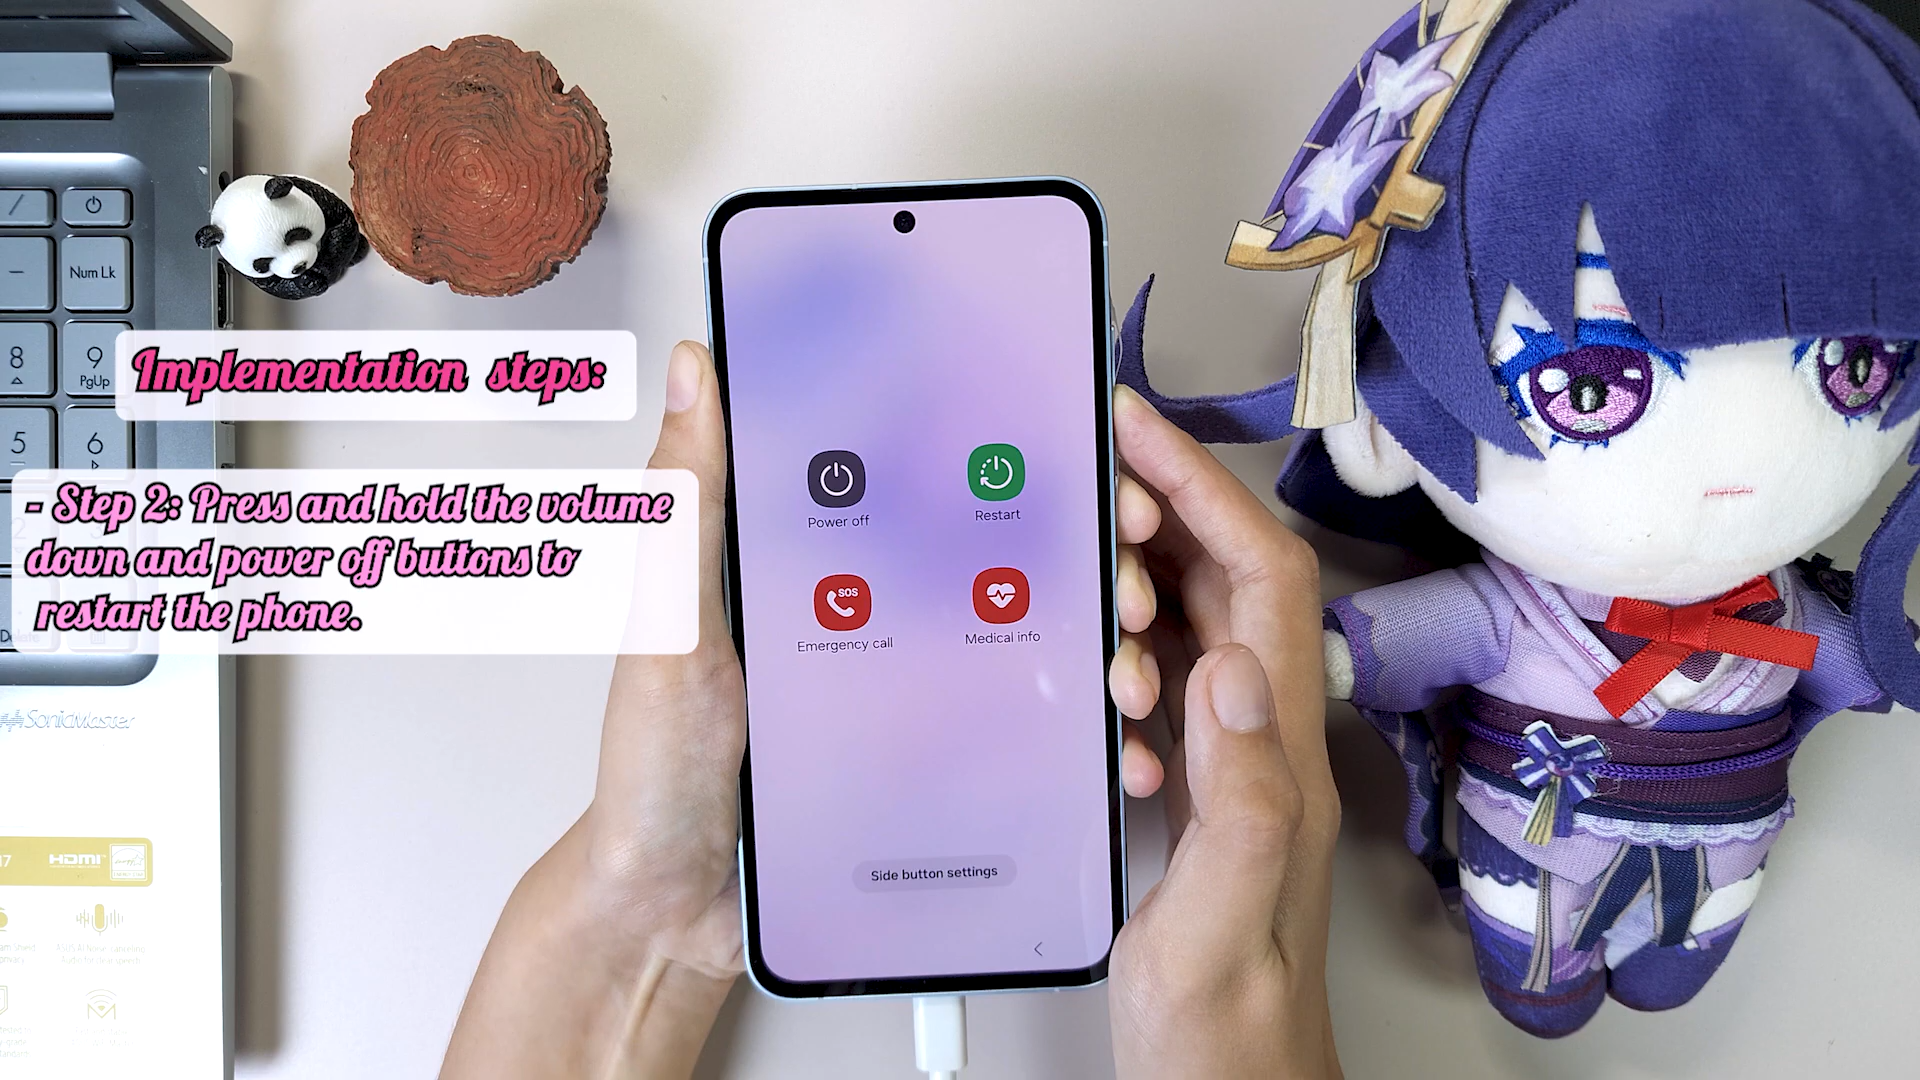 /
-
Num Lk
8
9
PgUp
5
6
Implementation steps:
- Step 2: Press and hold the volume
down and power off buttons to
restart the phone.
SonicMaster
HDMI
Power off
Restart
SOS
Emergency call
Medical info
Side button settings